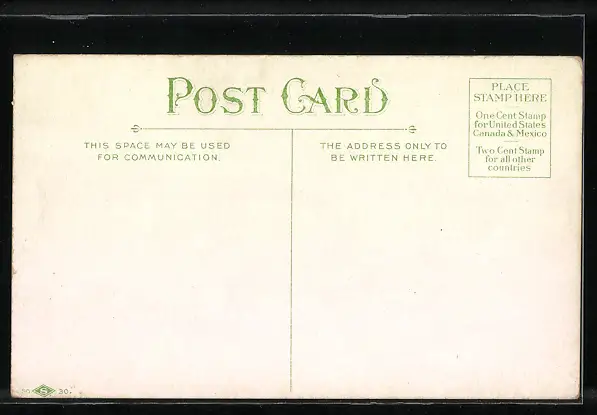 POST CARD
THIS SPACE MAY BE USED
FOR COMMUNICATION.
THE ADDRESS ONLY TO
BE WRITTEN HERE.
PLACE
STAMP HERE
One Cent Stamp
for United States
Canada & Mexico
Two Cent Stamp
for all other
countries
S 30.